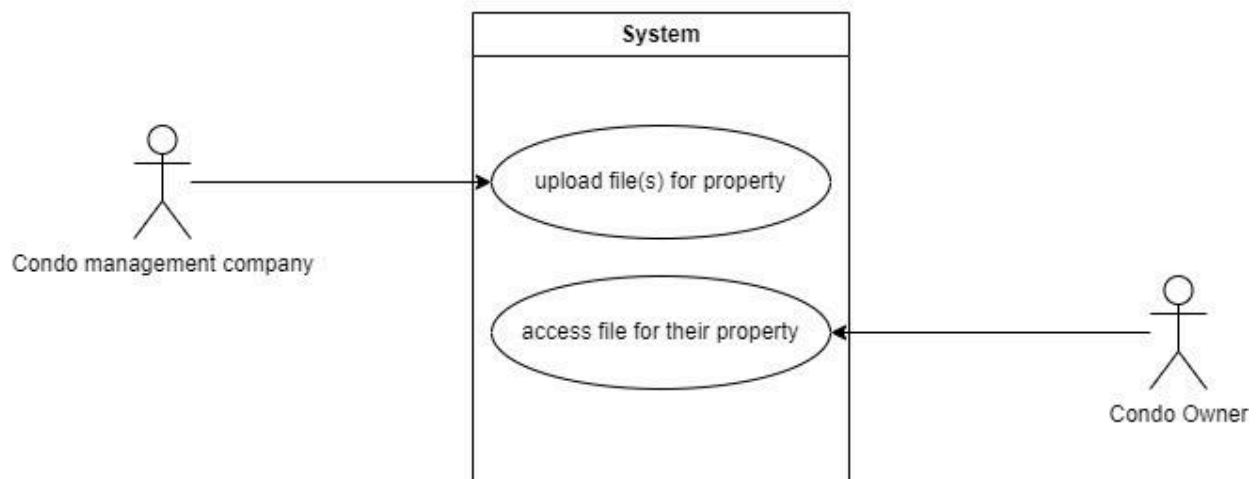 System
upload file(s) for property
Condo management company
access file for their property
Condo Owner